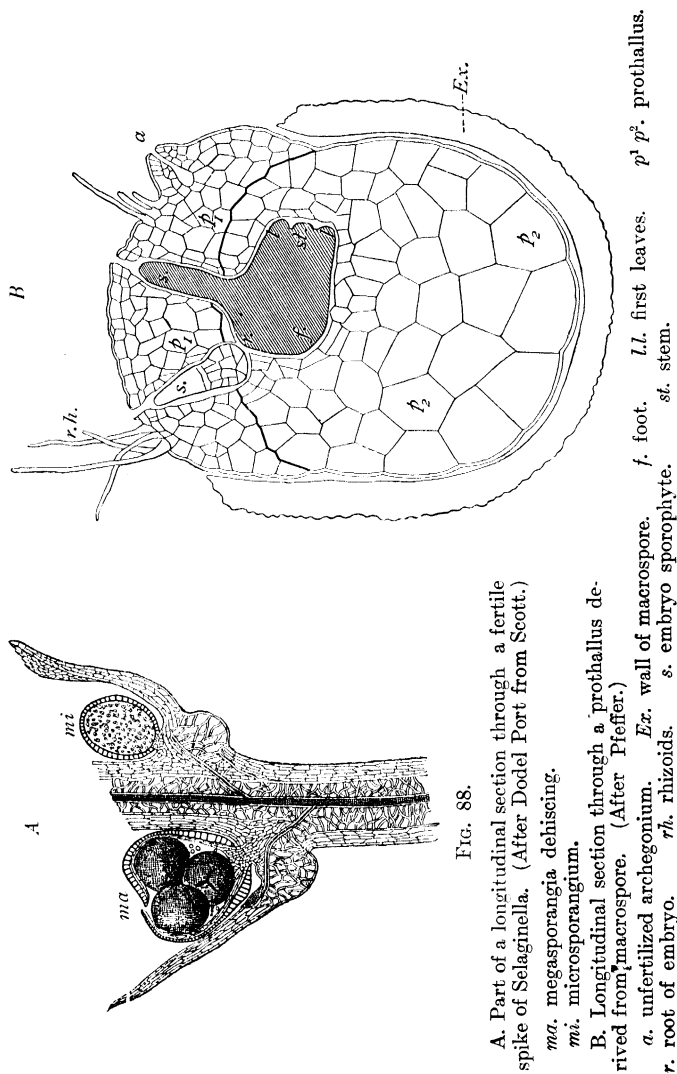 A
ma
mi
B
r.h.
a
s.
p1
s
p1
f
st
p2
p2
Ex.
FIG. 88.
A. Part of a longitudinal section through a fertile
spike of Selaginella. (After Dodel Port from Scott.)
ma. megasporangia dehiscing.
mi. microsporangium.
B. Longitudinal section through a prothallus de-
rived from macrospore. (After Pfeffer.)
a. unfertilized archegonium. Ex. wall of macrospore. f. foot. l.l. first leaves. p¹ p². prothallus.
r. root of embryo. rh. rhizoids. s. embryo sporophyte. st. stem.